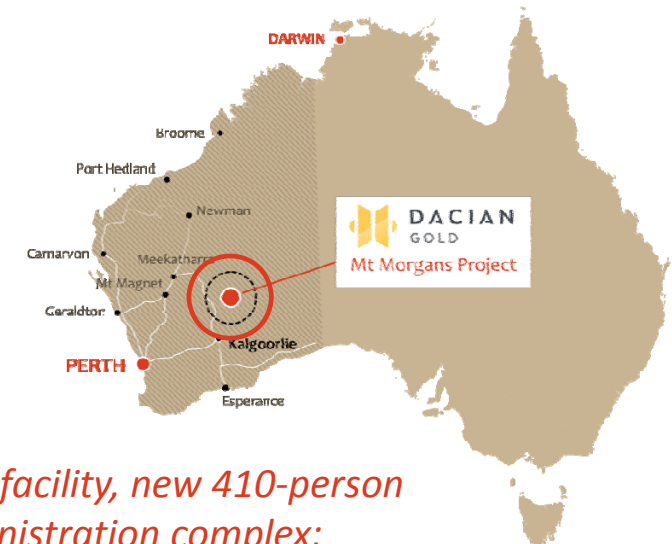 DARWIN
Broome
Port Hedland
Newman
DACIAN
GOLD
Carnarvon
Meekatharra
Mt Morgans Project
Mt Magnet
Geraldton
Kalgoorlie
PERTH
Esperance
facility, new 410-person
nistration complex;